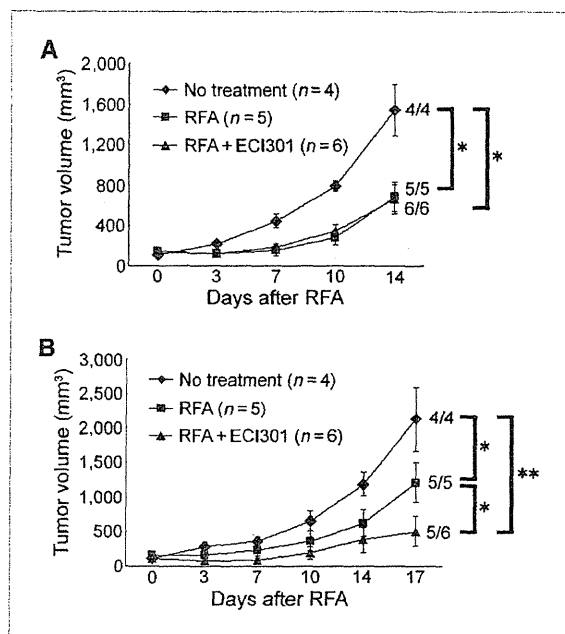 A
Tumor volume (mm³)
2,000
1,600
1,200
800
400
0
No treatment (n = 4)
RFA (n = 5)
RFA + ECI301 (n = 6)
4/4
5/5
6/6
*
*
0 3 7 10 14
Days after RFA
B
Tumor volume (mm³)
3,000
2,500
2,000
1,500
1,000
500
0
No treatment (n = 4)
RFA (n = 5)
RFA + ECI301 (n = 6)
4/4
5/5
5/6
*
*
**
0 3 7 10 14 17
Days after RFA